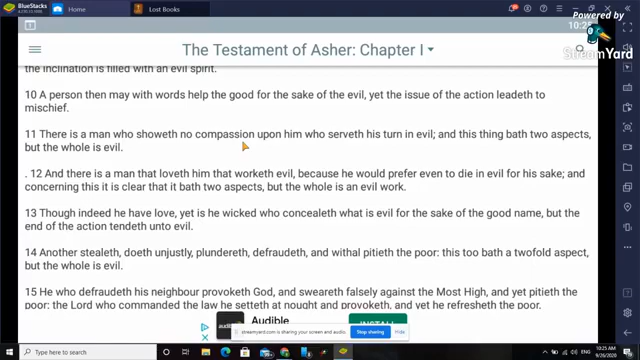 BlueStacks
Home
Lost Books
Powered by
10:25
StreamYard
The Testament of Asher: Chapter I
the inclination is filled with an evil spirit.
10 A person then may with words help the good for the sake of the evil, yet the issue of the action leadeth to
mischief.
11 There is a man who showeth no compassion upon him who serveth his turn in evil; and this thing bath two aspects,
but the whole is evil.
. 12 And there is a man that loveth him that worketh evil, because he would prefer even to die in evil for his sake; and
concerning this it is clear that it bath two aspects, but the whole is an evil work.
13 Though indeed he have love, yet is he wicked who concealeth what is evil for the sake of the good name, but the
end of the action tendeth unto evil.
14 Another stealeth, doeth unjustly, plundereth, defraudeth, and withal pitieth the poor: this too bath a twofold aspect,
but the whole is evil.
15 He who defraudeth his neighbour provoketh God, and sweareth falsely against the Most High, and yet pitieth the
poor: the Lord who commanded the law he setteth at nought and provoketh, and yet he refresheth the poor.
audible
Audible
INSTALL
streamyard.com is sharing your screen and audio.
Stop sharing
Hide
Type here to search
ENG
10:25 AM
9/26/2020